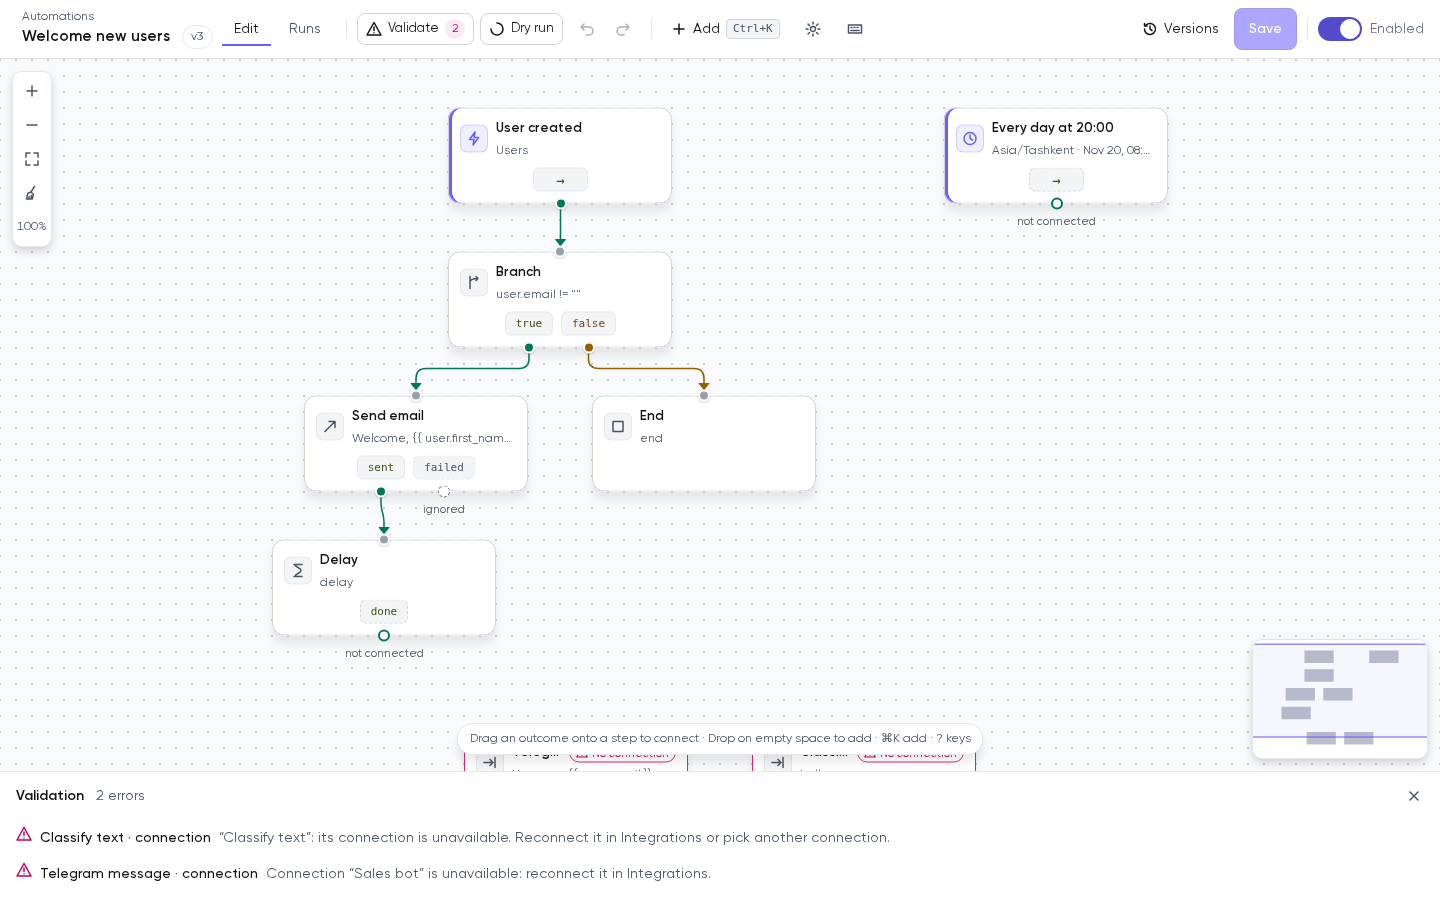 Automations
Welcome new users
v3
Edit
Runs
Validate 2
Dry run
Add Ctrl+K
Versions
Save
Enabled
100%
User created
Users
→
Every day at 20:00
Asia/Tashkent · Nov 20, 08:…
→
not connected
Branch
user.email != ""
true
false
Send email
Welcome, {{ user.first_nam…
sent
failed
ignored
End
end
Delay
delay
done
not connected
Drag an outcome onto a step to connect · Drop on empty space to add · ⌘K add · ? keys
No connection
No connection
Validation 2 errors
Classify text · connection “Classify text”: its connection is unavailable. Reconnect it in Integrations or pick another connection.
Telegram message · connection Connection “Sales bot” is unavailable: reconnect it in Integrations.